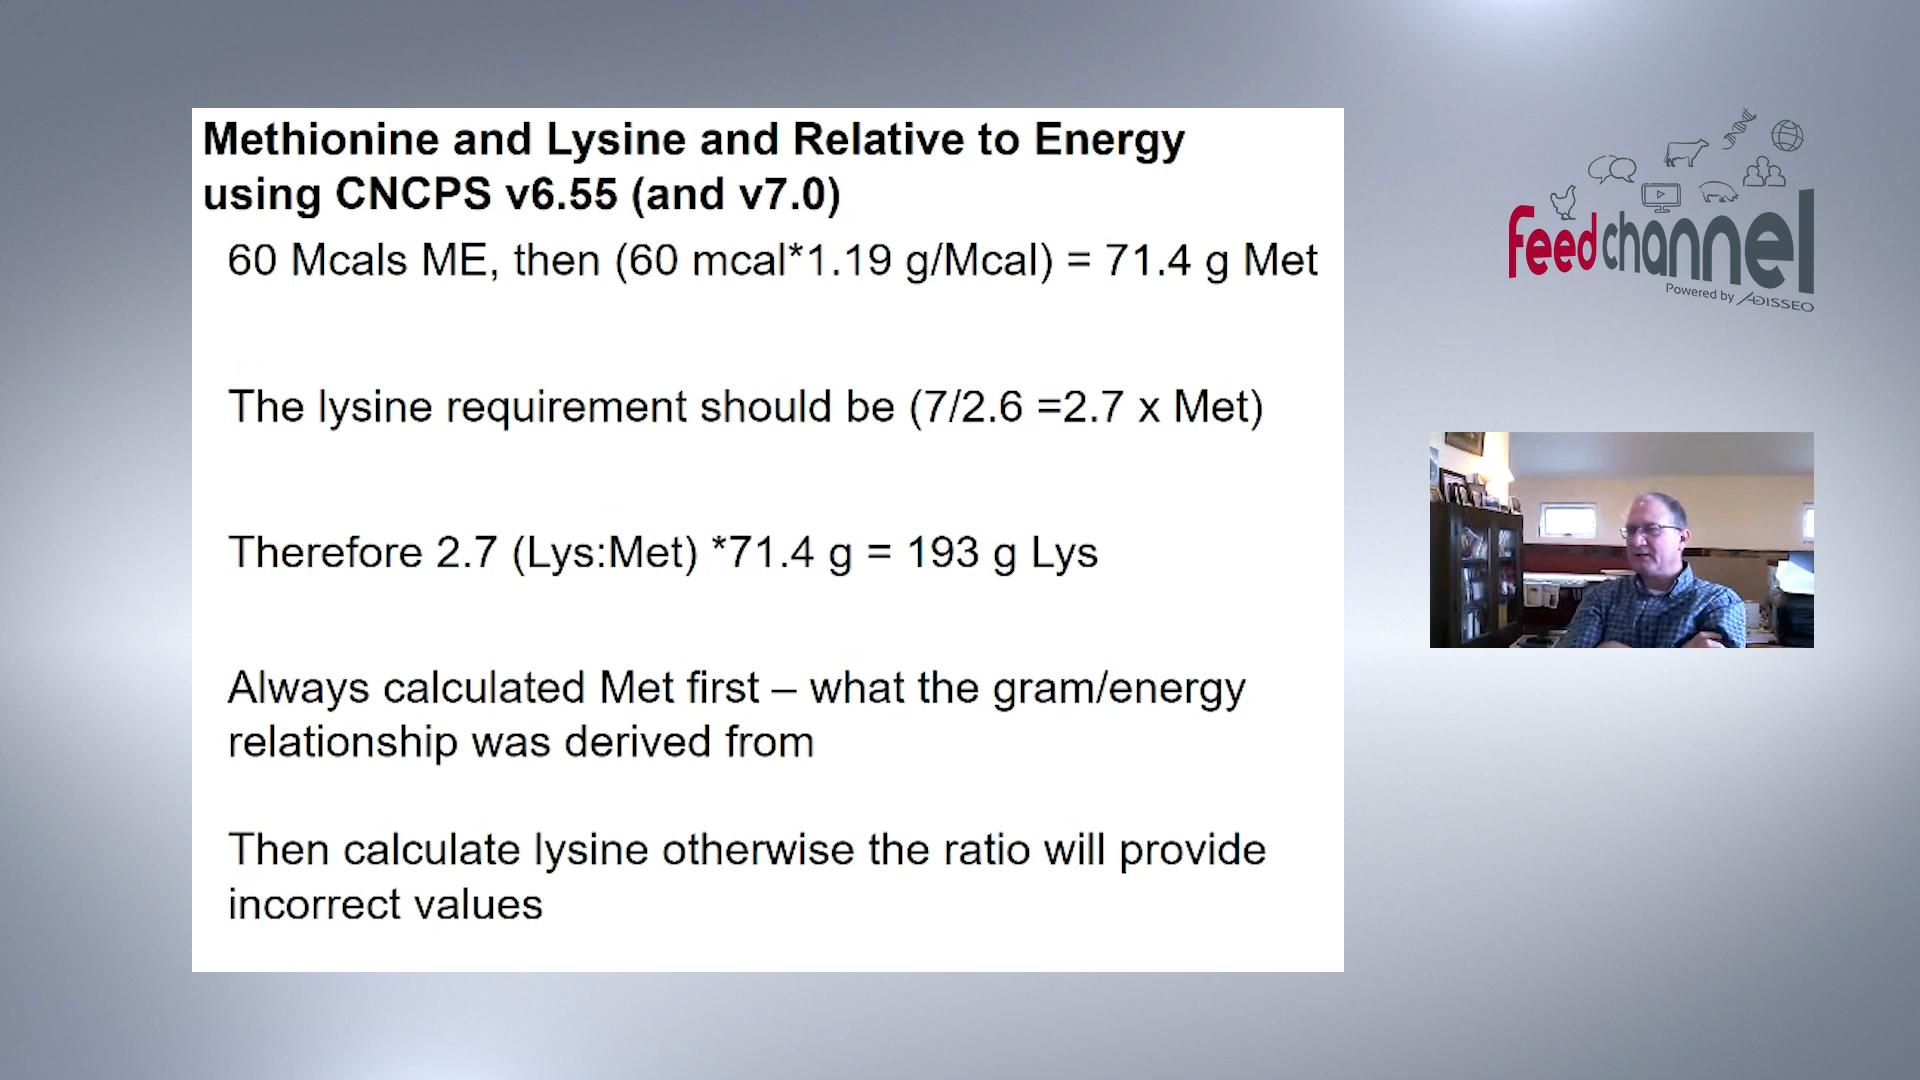 Methionine and Lysine and Relative to Energy
using CNCPS v6.55 (and v7.0)
60 Mcals ME, then (60 mcal*1.19 g/Mcal) = 71.4 g Met
The lysine requirement should be (7/2.6 =2.7 x Met)
Therefore 2.7 (Lys:Met) *71.4 g = 193 g Lys
Always calculated Met first – what the gram/energy
relationship was derived from
Then calculate lysine otherwise the ratio will provide
incorrect values
feedchannel
Powered by ADISSEO